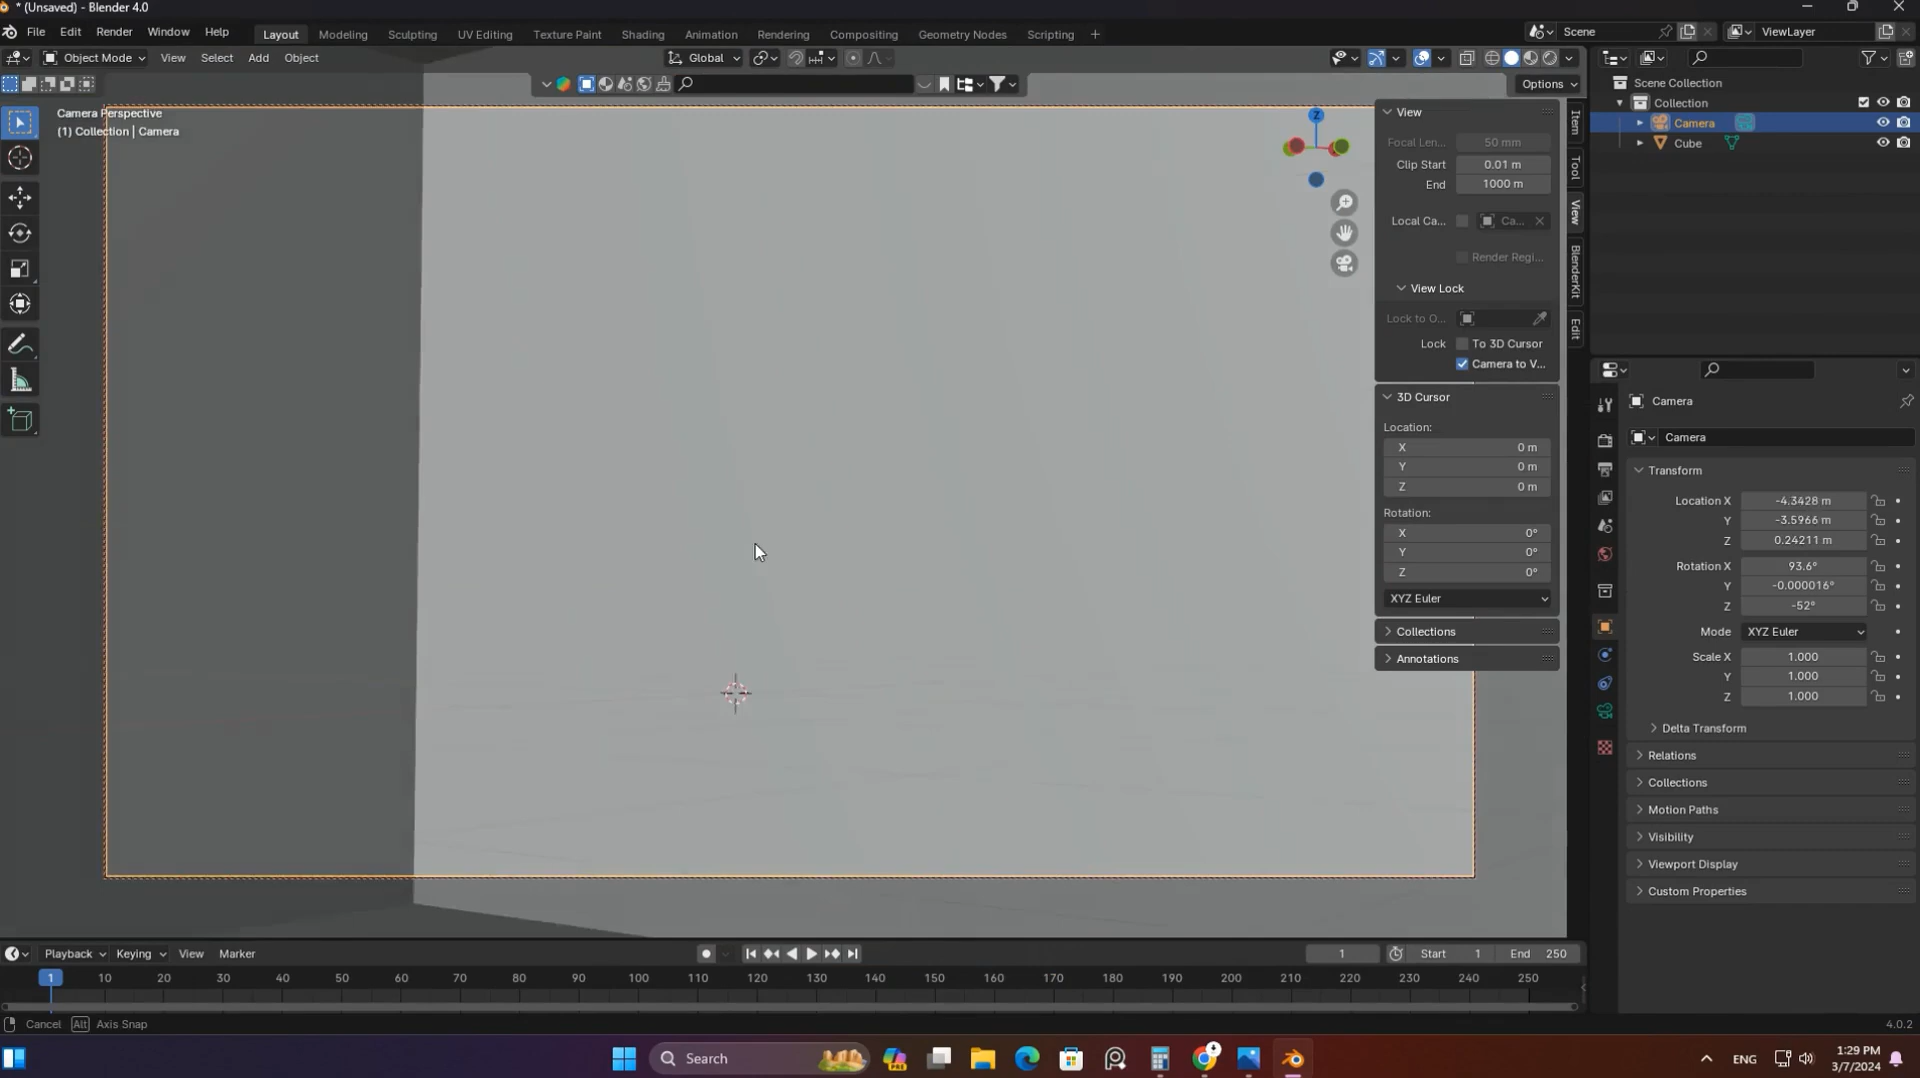 * (Unsaved) - Blender 4.0
File Edit Render Window Help Layout Modeling Sculpting UV Editing Texture Paint Shading Animation Rendering Compositing Geometry Nodes Scripting + Scene ViewLayer
Object Mode View Select Add Object Global
Options
Camera Perspective
(1) Collection | Camera
Z
View
Focal Len... 50 mm
Clip Start 0.01 m
End 1000 m
Local Ca... Ca...
Render Regi...
View Lock
Lock to O...
Lock To 3D Cursor
Camera to V...
3D Cursor
Location:
X 0 m
Y 0 m
Z 0 m
Rotation:
X 0°
Y 0°
Z 0°
XYZ Euler
Collections
Annotations
Item
Tool
View
BlenderKit
Edit
Scene Collection
Collection
Camera
Cube
Camera
Camera
Transform
Location X -4.3428 m
Y -3.5966 m
Z 0.24211 m
Rotation X 93.6°
Y -0.000016°
Z -52°
Mode XYZ Euler
Scale X 1.000
Y 1.000
Z 1.000
Delta Transform
Relations
Collections
Motion Paths
Visibility
Viewport Display
Custom Properties
Playback Keying View Marker 1 Start 1 End 250
1 10 20 30 40 50 60 70 80 90 100 110 120 130 140 150 160 170 180 190 200 210 220 230 240 250
Cancel Alt Axis Snap 4.0.2
Search PRE ENG 1:29 PM
3/7/2024